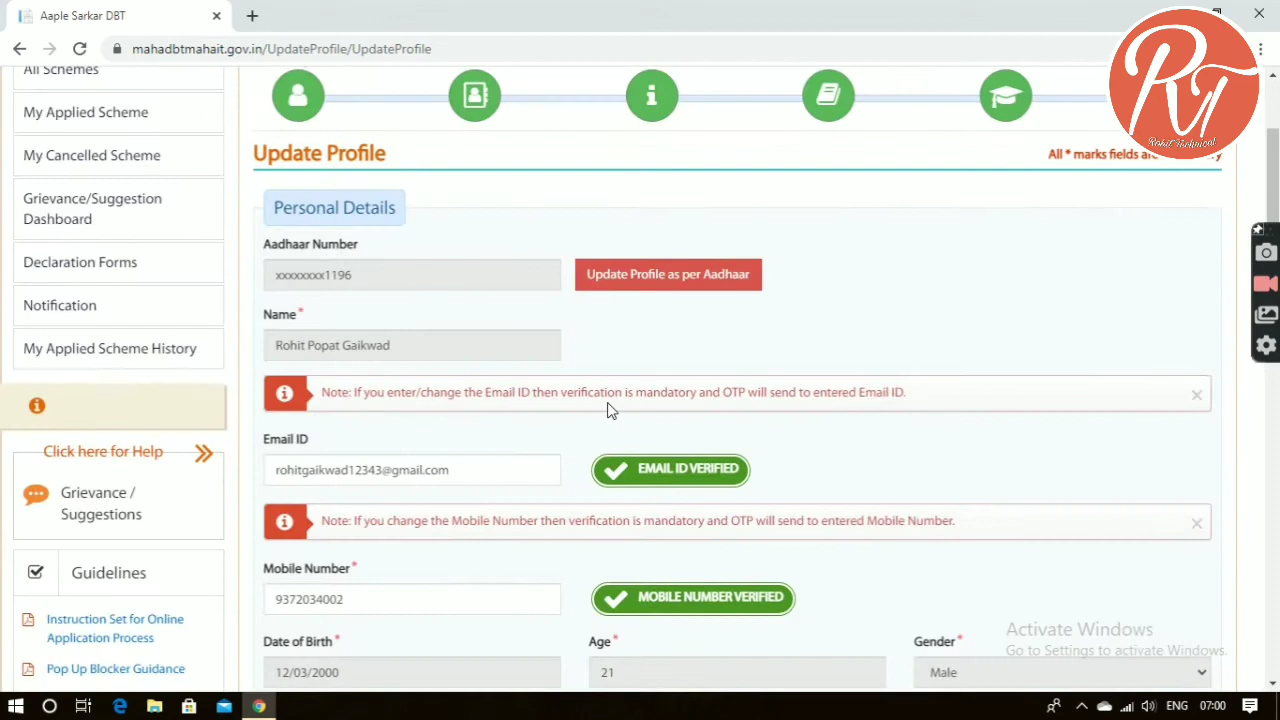 Aaple Sarkar DBT
mahadbtmahait.gov.in/UpdateProfile/UpdateProfile
RT
Rohit Technical
All Schemes
My Applied Scheme
My Cancelled Scheme
Grievance/Suggestion
Dashboard
Declaration Forms
Notification
My Applied Scheme History
Click here for Help
Grievance /
Suggestions
Guidelines
Instruction Set for Online
Application Process
Pop Up Blocker Guidance
Update Profile
All * marks fields are
Personal Details
Aadhaar Number
xxxxxxxx1196
Update Profile as per Aadhaar
Name *
Rohit Popat Gaikwad
Note: If you enter/change the Email ID then verification is mandatory and OTP will send to entered Email ID.
Email ID
rohitgaikwad12343@gmail.com
EMAIL ID VERIFIED
Note: If you change the Mobile Number then verification is mandatory and OTP will send to entered Mobile Number.
Mobile Number *
9372034002
MOBILE NUMBER VERIFIED
Date of Birth * Age * Gender *
12/03/2000 21 Male
Activate Windows
Go to Settings to activate Windows.
ENG 07:00